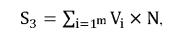 S₃ = ∑ᵢ₌₁ᵐ Vᵢ × N,